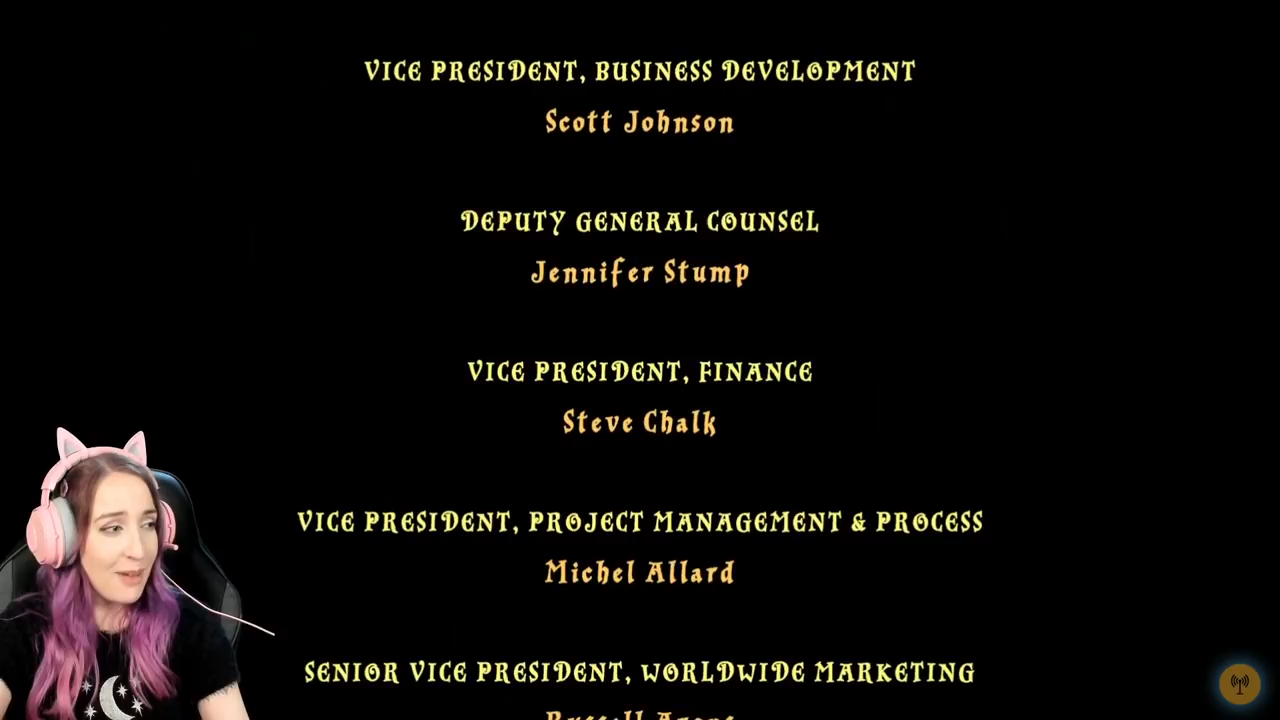 VICE PRESIDENT, BUSINESS DEVELOPMENT
Scott Johnson
DEPUTY GENERAL COUNSEL
Jennifer Stump
VICE PRESIDENT, FINANCE
Steve Chalk
VICE PRESIDENT, PROJECT MANAGEMENT & PROCESS
Michel Allard
SENIOR VICE PRESIDENT, WORLDWIDE MARKETING
Russell